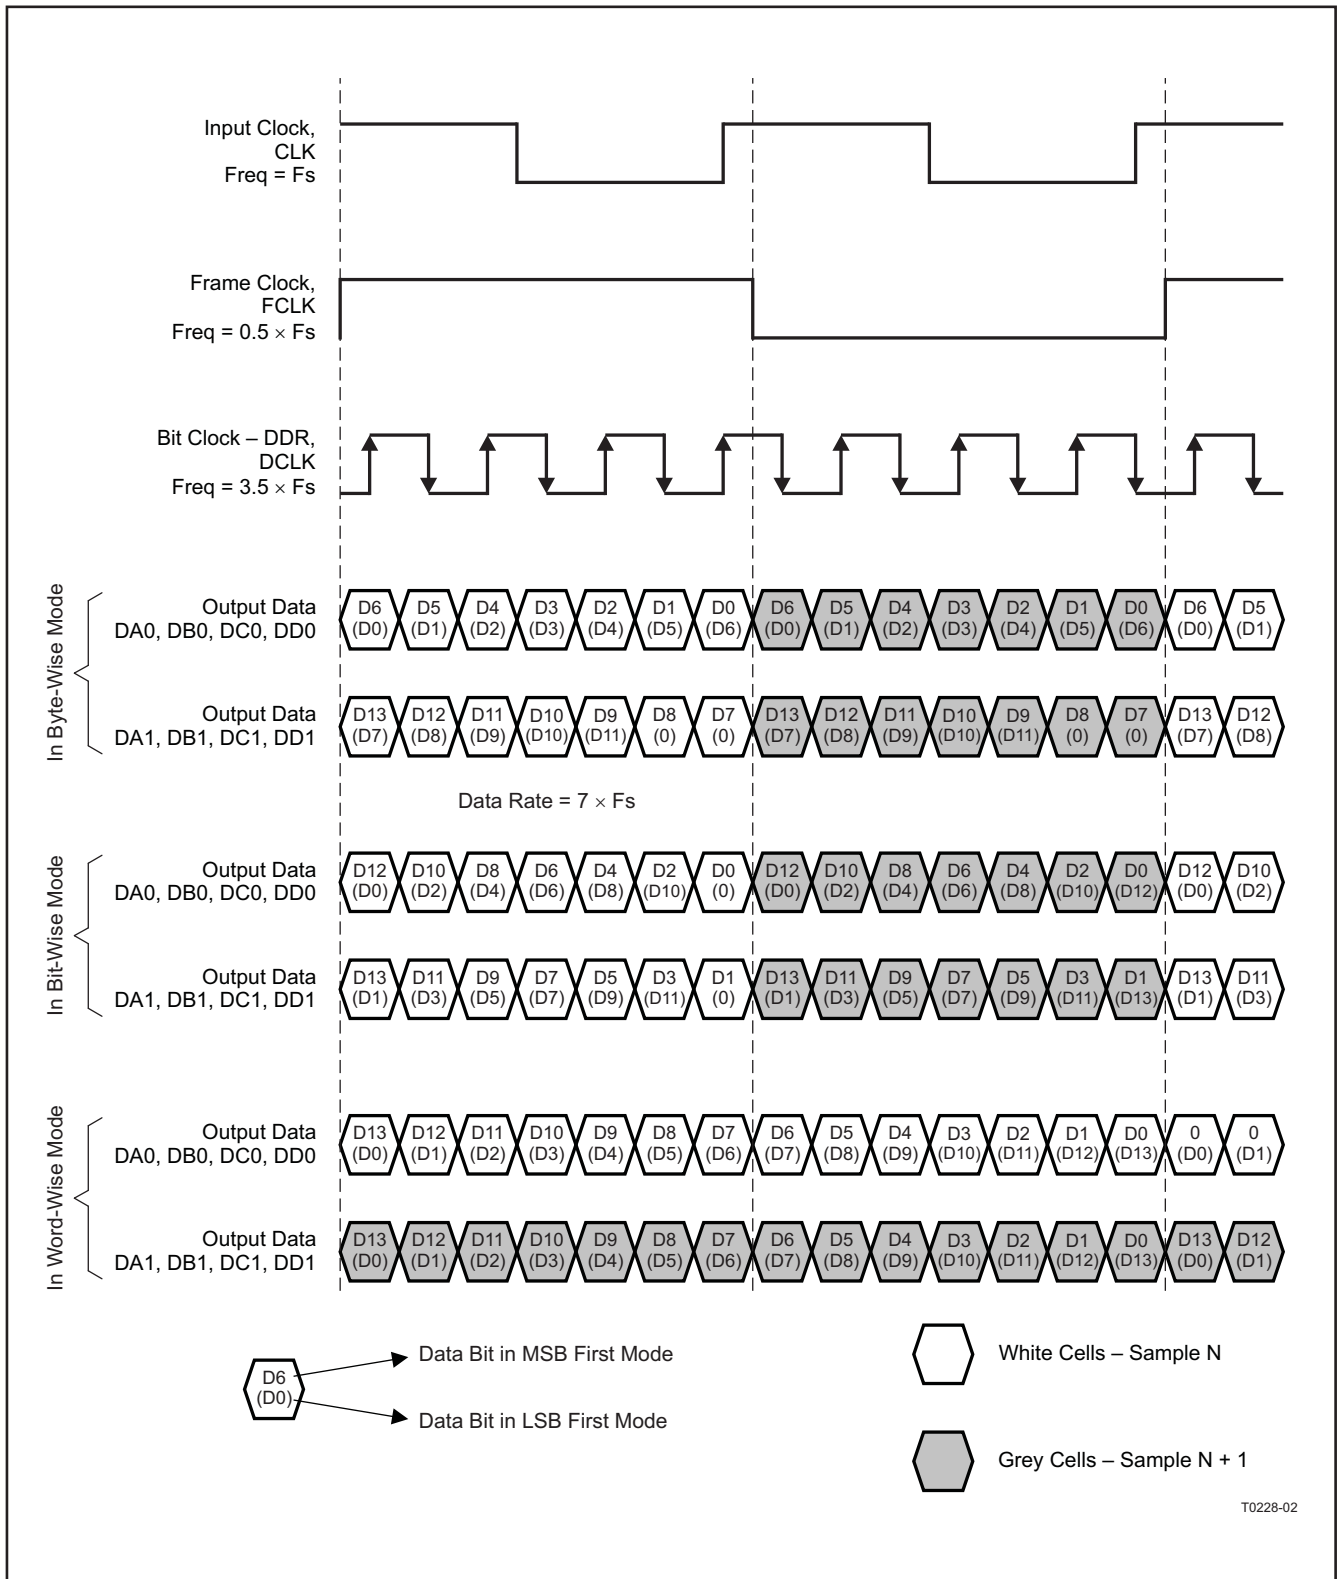 Input Clock,
CLK
Freq = Fs
Frame Clock,
FCLK
Freq = 0.5 × Fs
Bit Clock – DDR,
DCLK
Freq = 3.5 × Fs
In Byte-Wise Mode
Output Data
DA0, DB0, DC0, DD0
D6 D5 D4 D3 D2 D1 D0 D6 D5 D4 D3 D2 D1 D0 D6 D5
(D0) (D1) (D2) (D3) (D4) (D5) (D6) (D0) (D1) (D2) (D3) (D4) (D5) (D6) (D0) (D1)
Output Data
DA1, DB1, DC1, DD1
D13 D12 D11 D10 D9 D8 D7 D13 D12 D11 D10 D9 D8 D7 D13 D12
(D7) (D8) (D9) (D10) (D11) (0) (0) (D7) (D8) (D9) (D10) (D11) (0) (0) (D7) (D8)
Data Rate = 7 × Fs
In Bit-Wise Mode
Output Data
DA0, DB0, DC0, DD0
D12 D10 D8 D6 D4 D2 D0 D12 D10 D8 D6 D4 D2 D0 D12 D10
(D0) (D2) (D4) (D6) (D8) (D10) (0) (D0) (D2) (D4) (D6) (D8) (D10) (D12) (D0) (D2)
Output Data
DA1, DB1, DC1, DD1
D13 D11 D9 D7 D5 D3 D1 D13 D11 D9 D7 D5 D3 D1 D13 D11
(D1) (D3) (D5) (D7) (D9) (D11) (0) (D1) (D3) (D5) (D7) (D9) (D11) (D13) (D1) (D3)
In Word-Wise Mode
Output Data
DA0, DB0, DC0, DD0
D13 D12 D11 D10 D9 D8 D7 D6 D5 D4 D3 D2 D1 D0 0 0
(D0) (D1) (D2) (D3) (D4) (D5) (D6) (D7) (D8) (D9) (D10) (D11) (D12) (D13) (D0) (D1)
Output Data
DA1, DB1, DC1, DD1
D13 D12 D11 D10 D9 D8 D7 D6 D5 D4 D3 D2 D1 D0 D13 D12
(D0) (D1) (D2) (D3) (D4) (D5) (D6) (D7) (D8) (D9) (D10) (D11) (D12) (D13) (D0) (D1)
D6
(D0)
Data Bit in MSB First Mode
Data Bit in LSB First Mode
White Cells – Sample N
Grey Cells – Sample N + 1
T0228-02